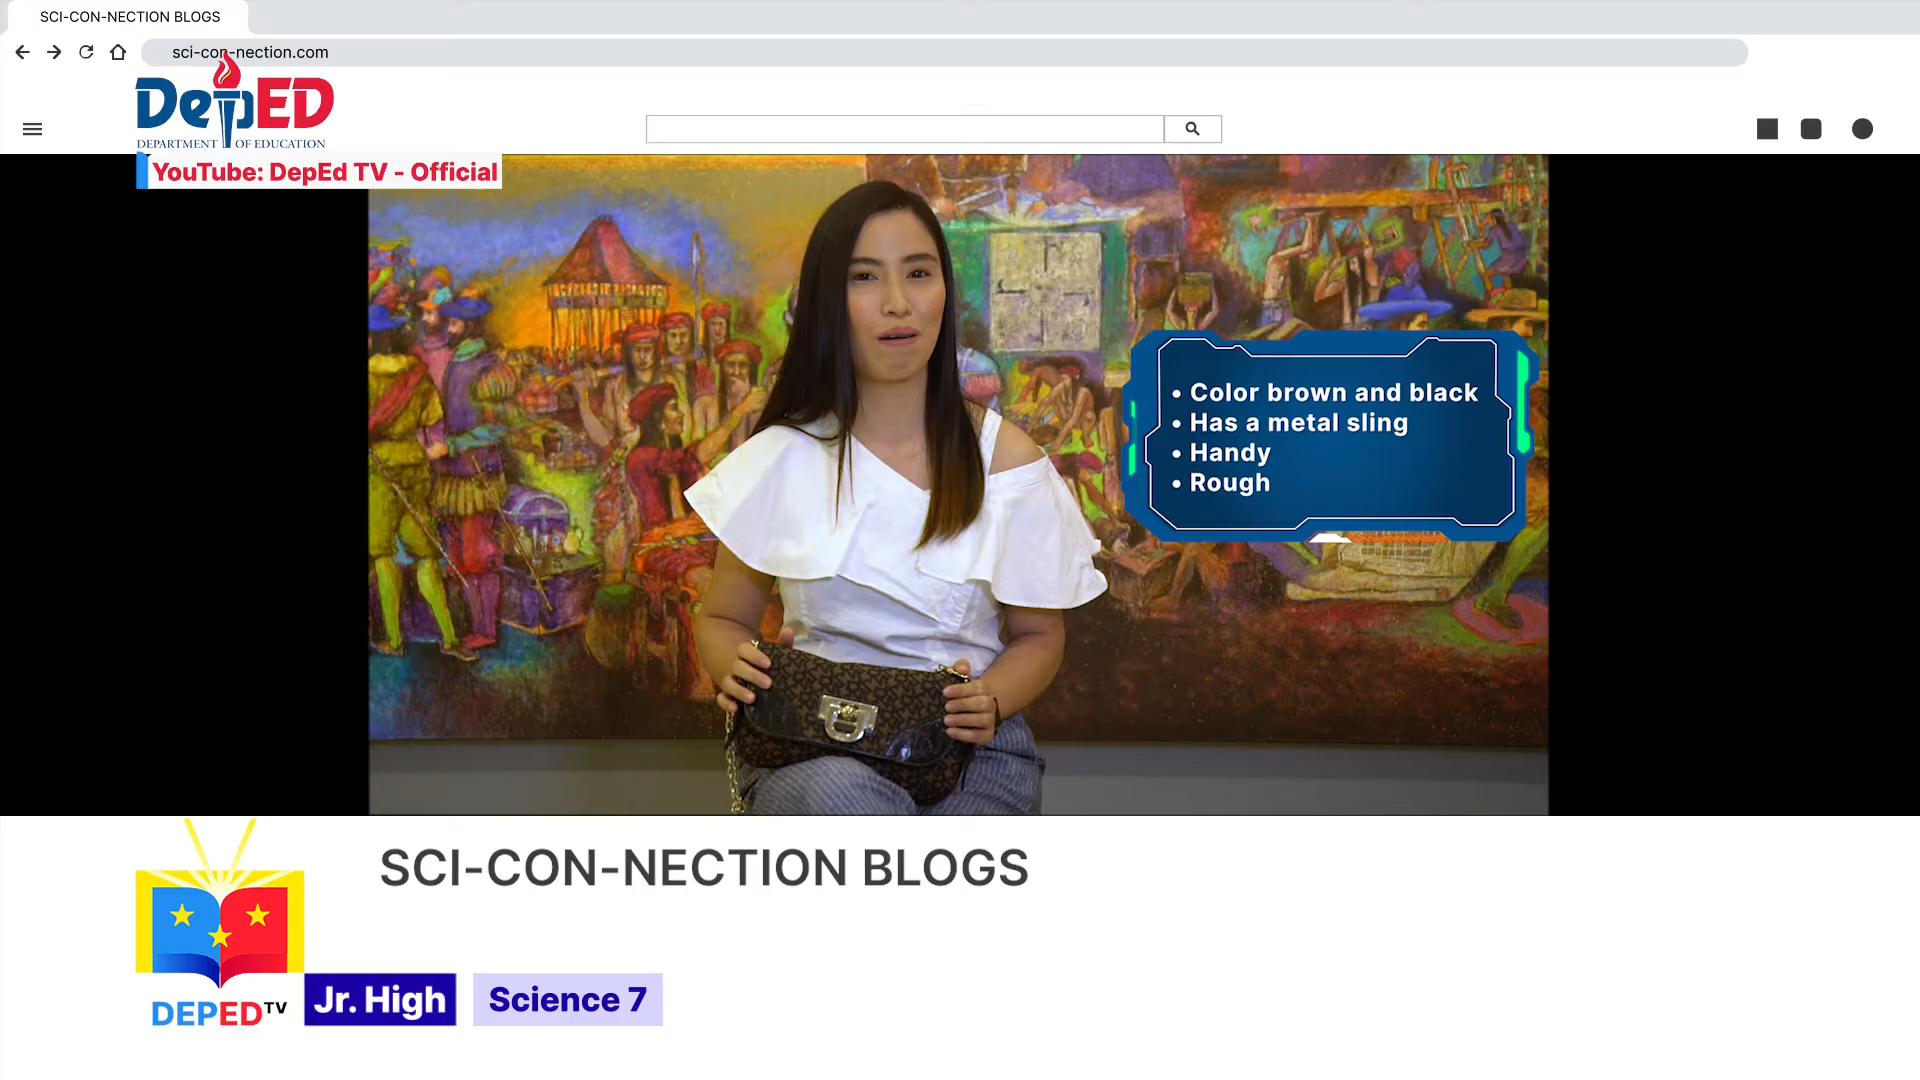 SCI-CON-NECTION BLOGS
sci-con-nection.com
DepED
DEPARTMENT OF EDUCATION
YouTube: DepEd TV - Official
• Color brown and black
• Has a metal sling
• Handy
• Rough
SCI-CON-NECTION BLOGS
DEPED TV
Jr. High
Science 7